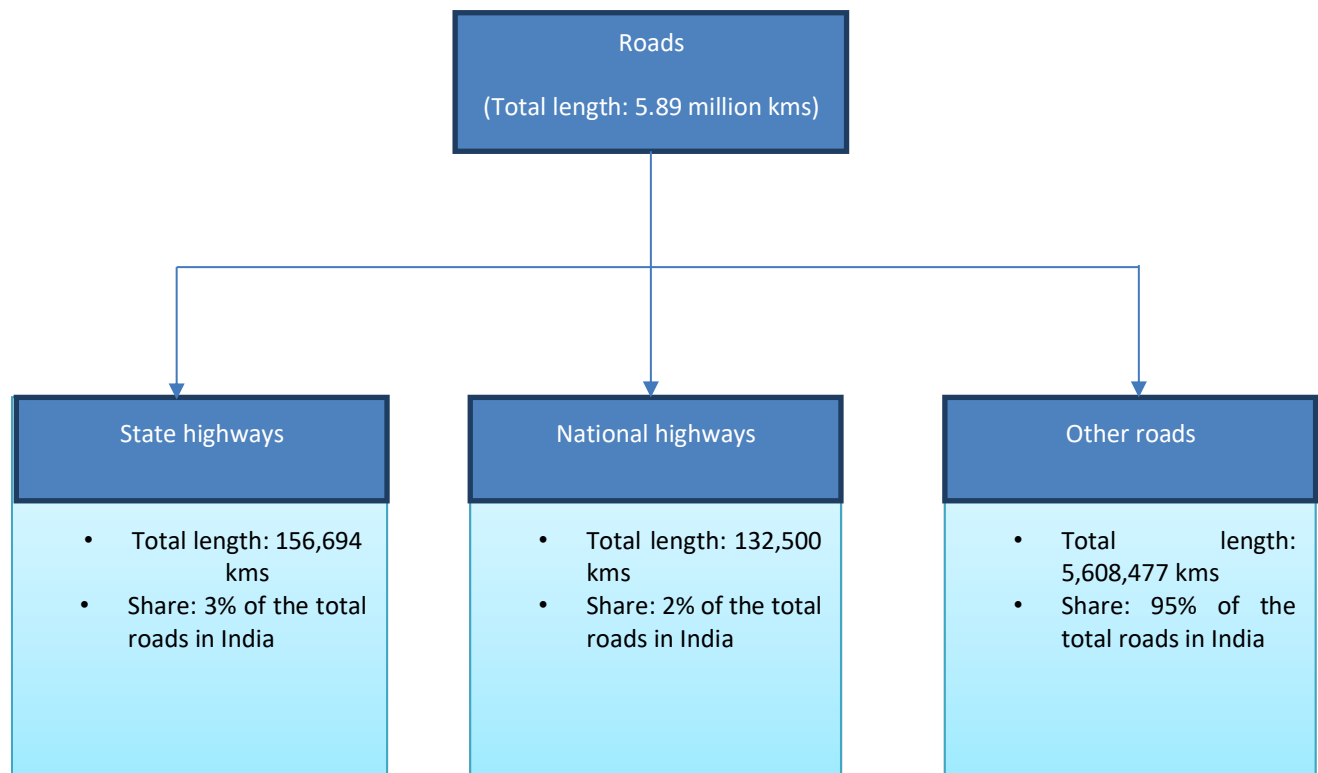 Roads
(Total length: 5.89 million kms)
State highways
• Total length: 156,694
kms
• Share: 3% of the total
roads in India
National highways
• Total length: 132,500
kms
• Share: 2% of the total
roads in India
Other roads
• Total length:
5,608,477 kms
• Share: 95% of the
total roads in India